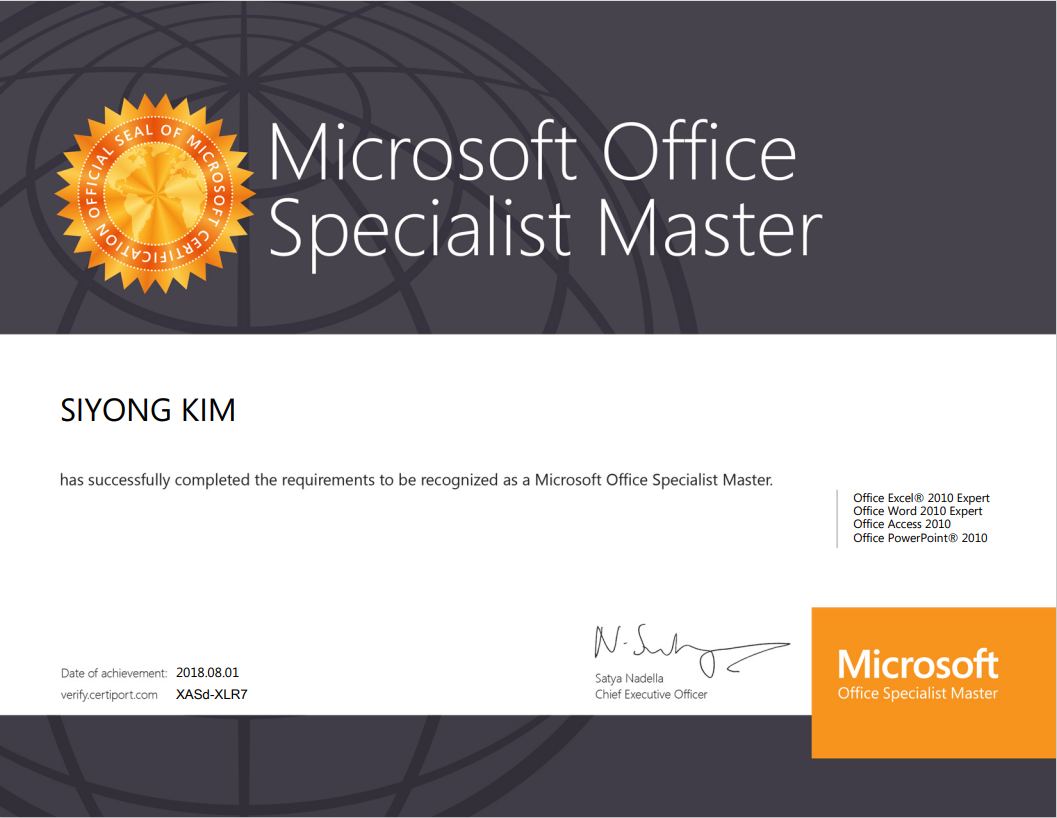 OFFICIAL SEAL OF MICROSOFT CERTIFICATION
Microsoft Office
Specialist Master
SIYONG KIM
has successfully completed the requirements to be recognized as a Microsoft Office Specialist Master.
Office Excel® 2010 Expert
Office Word 2010 Expert
Office Access 2010
Office PowerPoint® 2010
Date of achievement: 2018.08.01
verify.certiport.com XASd-XLR7
Satya Nadella
Chief Executive Officer
Microsoft
Office Specialist Master